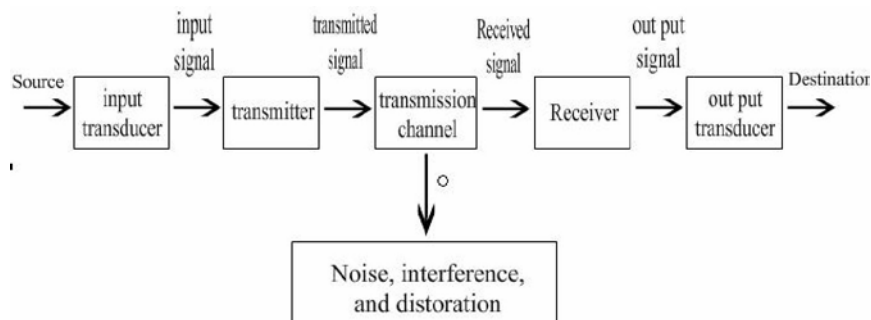 input
signal
transmitted
signal
Received
signal
out put
signal
Source
Destination
input
transducer
transmitter
transmission
channel
Receiver
out put
transducer
Noise, interference,
and distoration